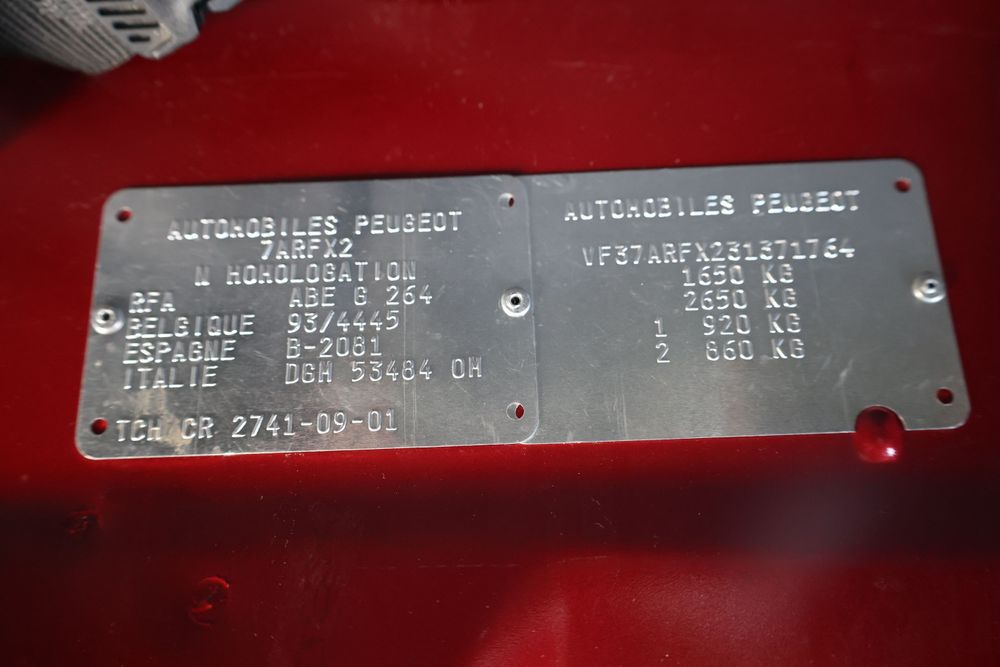 AUTOMOBILES PEUGEOT
7ARFX2
N HOMOLOGATION
RFA ABE G 264
BELGIQUE 93/4445
ESPAGNE B-2081
ITALIE DGM 53484 OM
TCH CR 2741-09-01
AUTOMOBILES PEUGEOT
VF37ARFX231371764
1650 KG
2650 KG
1 920 KG
2 860 KG